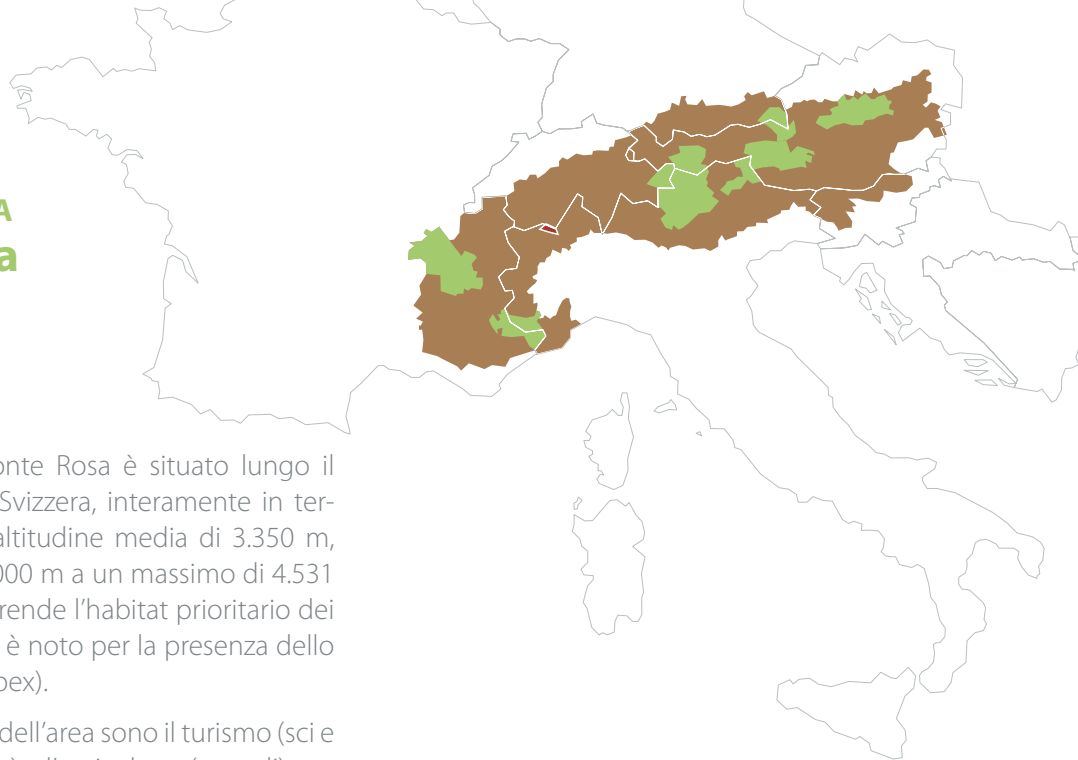 A
a
onte Rosa è situato lungo il
Svizzera, interamente in ter-
altitudine media di 3.350 m,
000 m a un massimo di 4.531
rende l'habitat prioritario dei
è noto per la presenza dello
pex).
dell'area sono il turismo (sci e